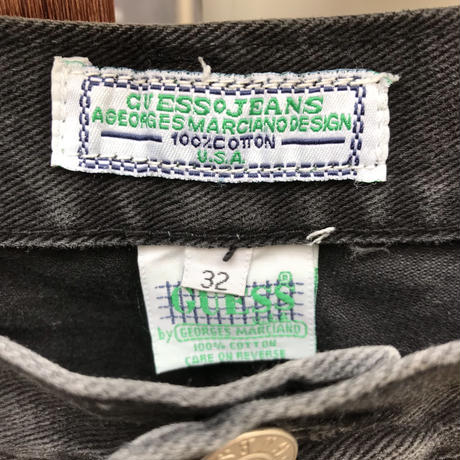 GUESS JEANS
A GEORGES MARCIANO DESIGN
100% COTTON
U.S.A.
32
GUESS®
by GEORGES MARCIANO
100% COTTON
CARE ON REVERSE